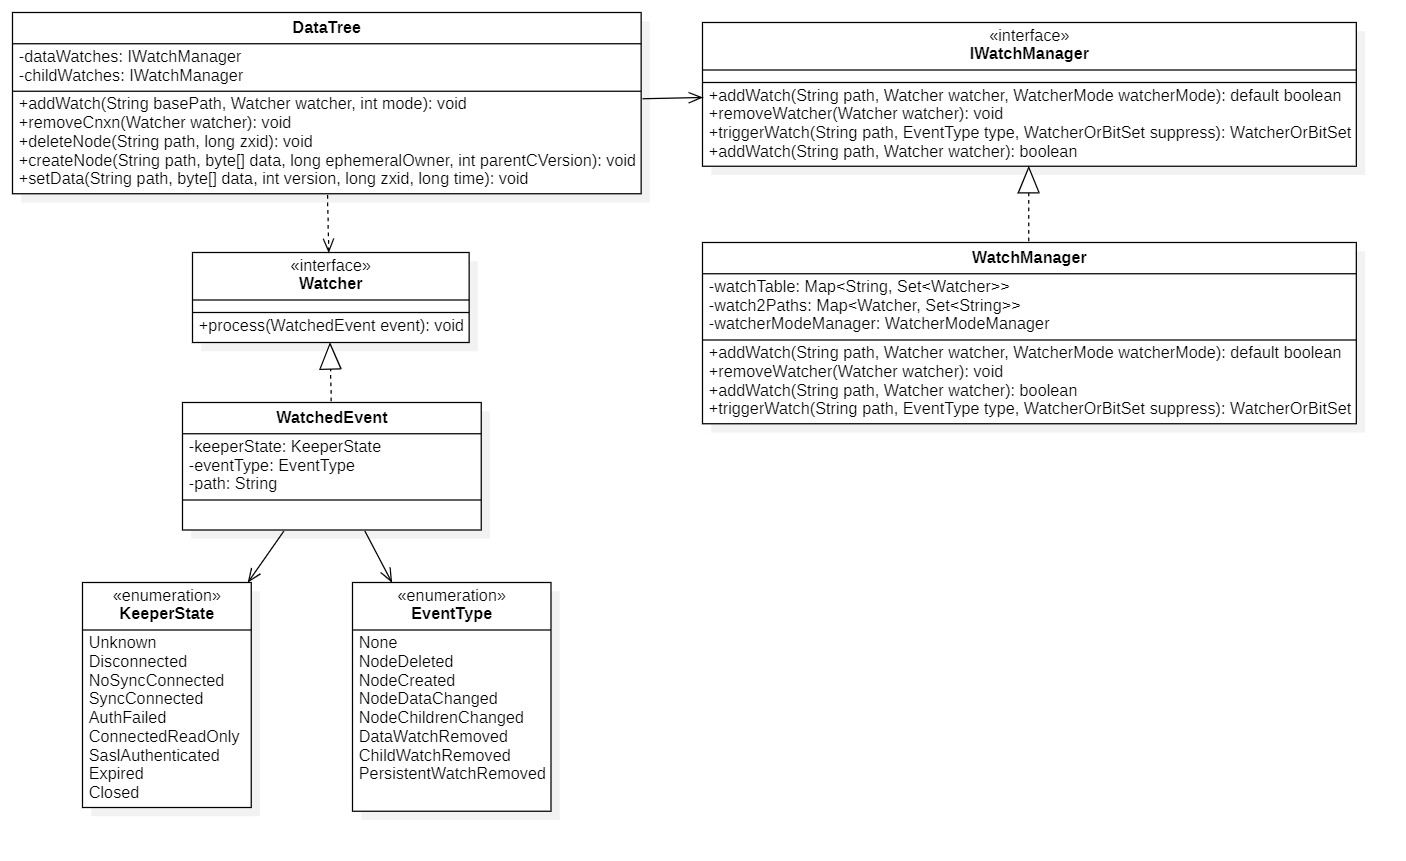 DataTree
-dataWatches: IWatchManager
-childWatches: IWatchManager
+addWatch(String basePath, Watcher watcher, int mode): void
+removeCnxn(Watcher watcher): void
+deleteNode(String path, long zxid): void
+createNode(String path, byte[] data, long ephemeralOwner, int parentCVersion): void
+setData(String path, byte[] data, int version, long zxid, long time): void
«interface»
IWatchManager
+addWatch(String path, Watcher watcher, WatcherMode watcherMode): default boolean
+removeWatcher(Watcher watcher): void
+triggerWatch(String path, EventType type, WatcherOrBitSet suppress): WatcherOrBitSet
+addWatch(String path, Watcher watcher): boolean
«interface»
Watcher
+process(WatchedEvent event): void
WatchManager
-watchTable: Map<String, Set<Watcher>>
-watch2Paths: Map<Watcher, Set<String>>
-watcherModeManager: WatcherModeManager
+addWatch(String path, Watcher watcher, WatcherMode watcherMode): default boolean
+removeWatcher(Watcher watcher): void
+addWatch(String path, Watcher watcher): boolean
+triggerWatch(String path, EventType type, WatcherOrBitSet suppress): WatcherOrBitSet
WatchedEvent
-keeperState: KeeperState
-eventType: EventType
-path: String
«enumeration»
KeeperState
Unknown
Disconnected
NoSyncConnected
SyncConnected
AuthFailed
ConnectedReadOnly
SaslAuthenticated
Expired
Closed
«enumeration»
EventType
None
NodeDeleted
NodeCreated
NodeDataChanged
NodeChildrenChanged
DataWatchRemoved
ChildWatchRemoved
PersistentWatchRemoved